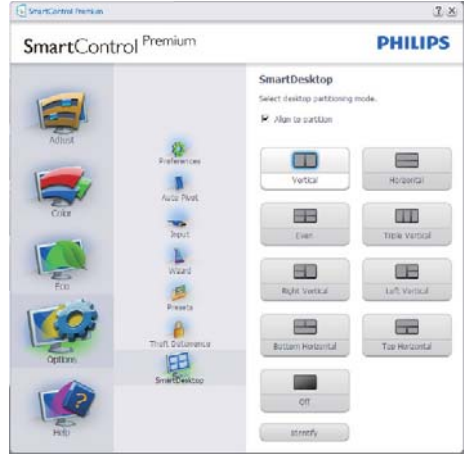 SmartControl Premium
SmartControl Premium
PHILIPS
Adjust
Color
Eco
Options
Help
Preferences
Auto Pivot
Input
Wizard
Presets
Theft Deterrence
SmartDesktop
SmartDesktop
Select desktop partitioning mode.
Align to partition
Vertical
Horizontal
Even
Triple Vertical
Right Vertical
Left Vertical
Bottom Horizontal
Top Horizontal
Off
Identify